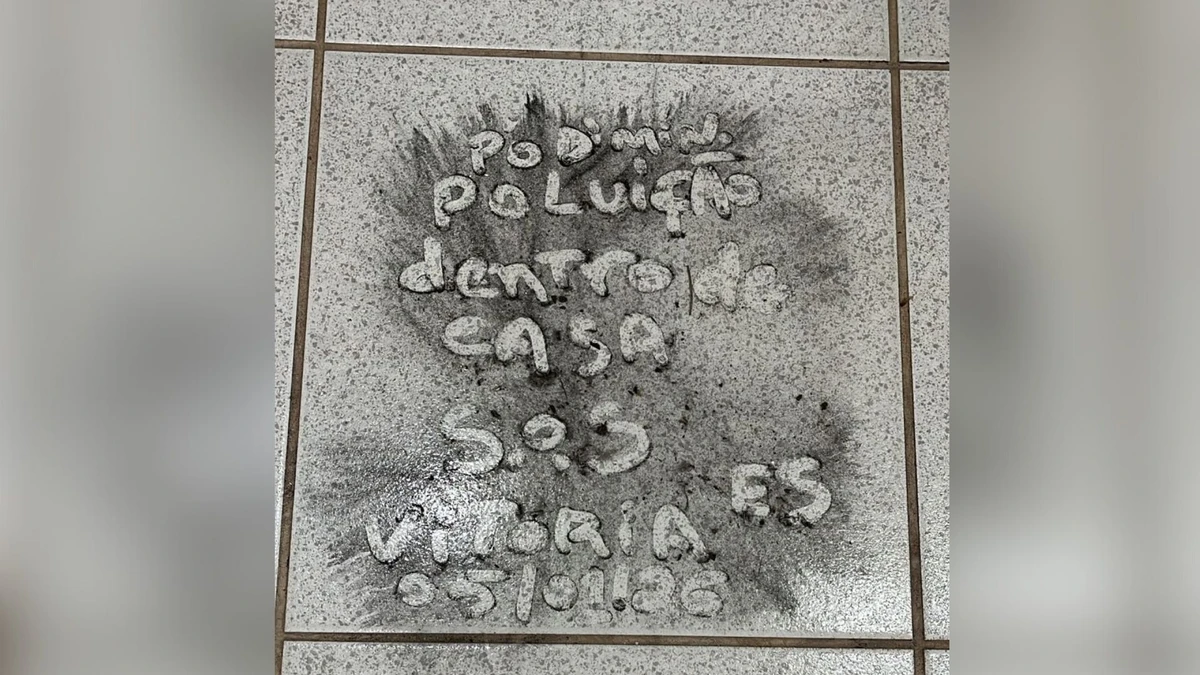 Pó Di MiN.
PoLuiÇÃo
dentro de
CASA
S.O.S
ES
ViTÓRiA
05/01/26